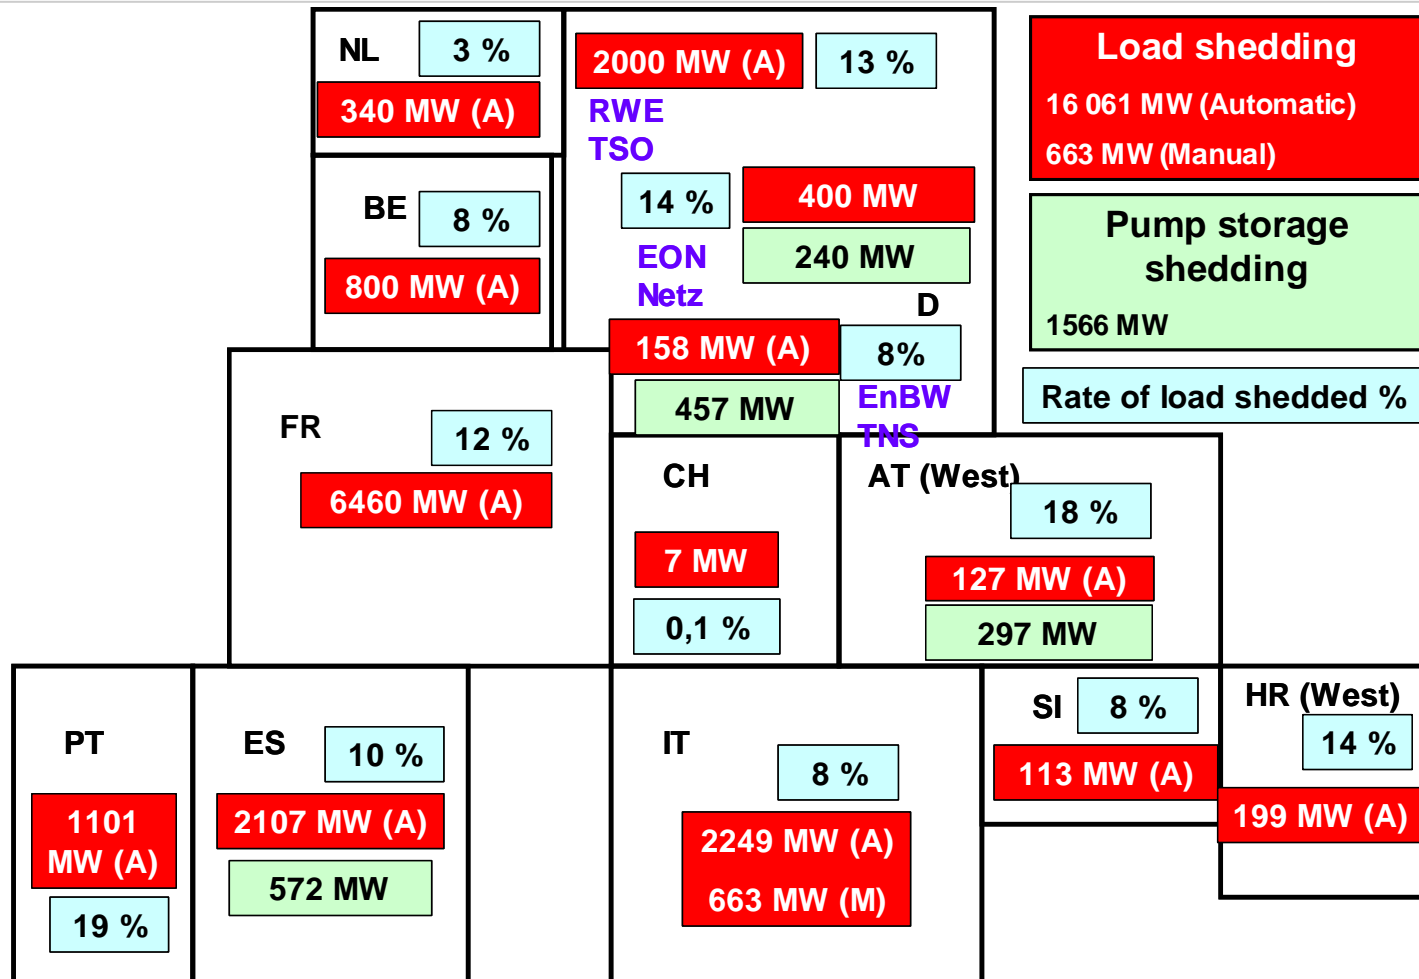 NL
3 %
340 MW (A)
2000 MW (A)
13 %
RWE
TSO
Load shedding
16 061 MW (Automatic)
663 MW (Manual)
BE
8 %
800 MW (A)
14 %
400 MW
240 MW
EON
Netz
D
158 MW (A)
8%
457 MW
EnBW
TNS
Pump storage
shedding
1566 MW
Rate of load shedded %
FR
12 %
6460 MW (A)
CH
7 MW
0,1 %
AT (West)
18 %
127 MW (A)
297 MW
PT
1101
MW (A)
19 %
ES
10 %
2107 MW (A)
572 MW
IT
8 %
2249 MW (A)
663 MW (M)
SI
8 %
113 MW (A)
HR (West)
14 %
199 MW (A)